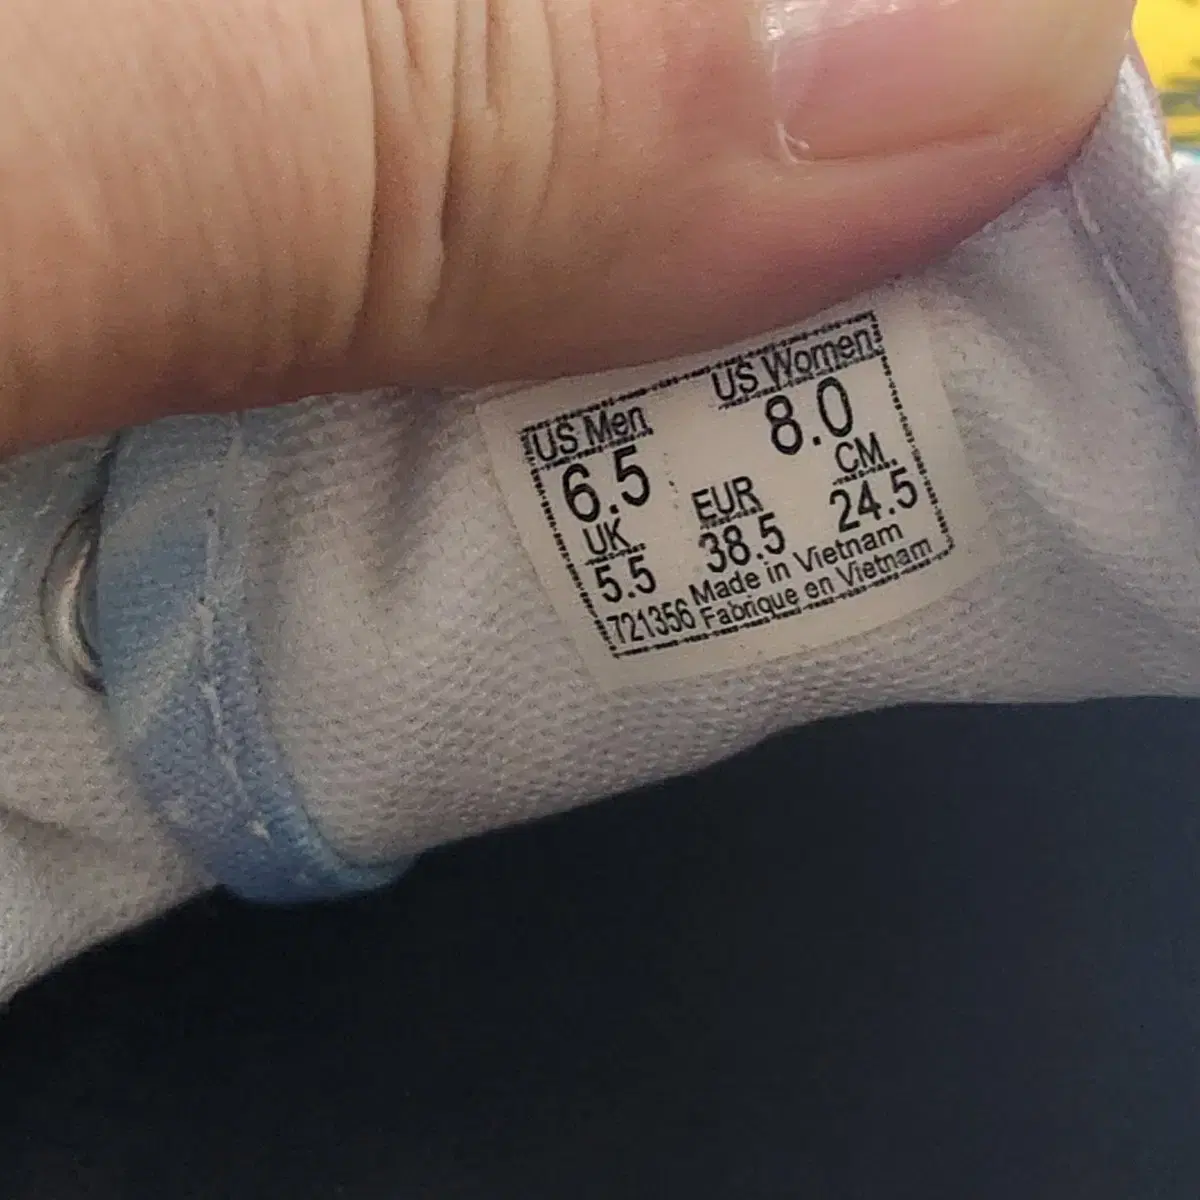 US Men US Women
6.5 8.0
UK EUR CM
5.5 38.5 24.5
Made in Vietnam
721356 Fabrique en Vietnam